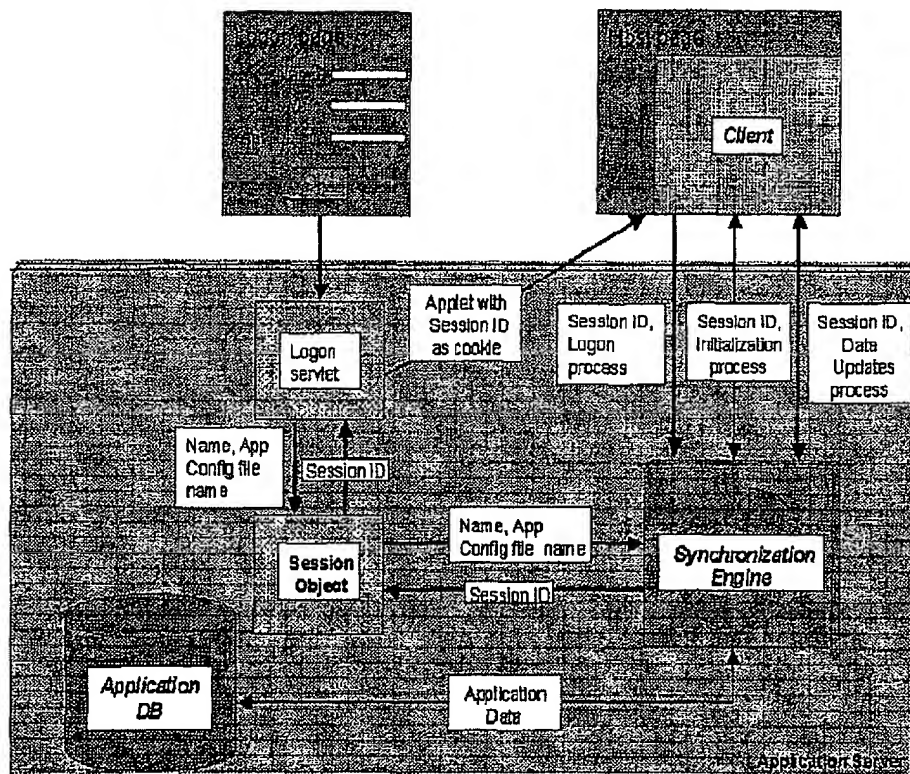 Client
Applet with
Session ID
as cookie
Session ID,
Logon
process
Session ID,
Initialization
process
Session ID,
Data
Updates
process
Logon
servlet
Name, App
Config file
name
Session ID
Name, App
Config file name
Session
Object
Session ID
Synchronization
Engine
Application
DB
Application
Data
Application Server